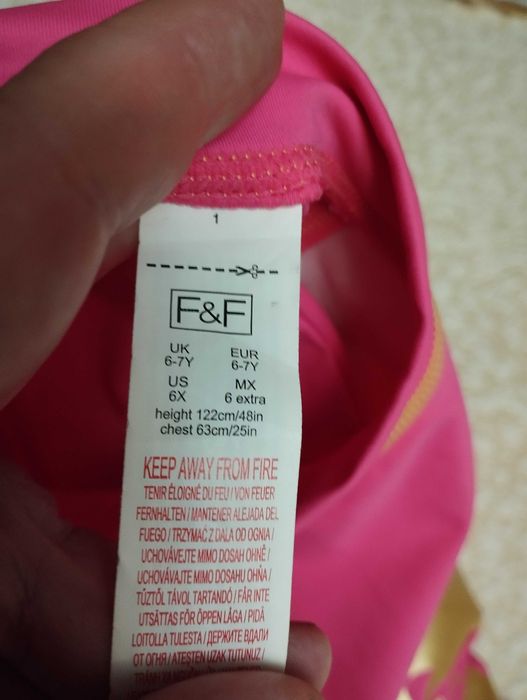 1
F&F
UK EUR
6-7Y 6-7Y
US MX
6X 6 extra
height 122cm/48in
chest 63cm/25in
KEEP AWAY FROM FIRE
TENIR ÉLOIGNÉ DU FEU / VON FEUER
FERNHALTEN / MANTENER ALEJADA DEL
FUEGO / TRZYMAĆ Z DALA OD OGNIA /
UCHOVÁVEJTE MIMO DOSAH OHNĚ /
UCHOVÁVAJTE MIMO DOSAHU OHŇA /
TŰZTŐL TÁVOL TARTANDÓ / FÅR INTE
UTSÄTTAS FÖR ÖPPEN LÅGA / PIDÄ
LOITOLLA TULESTA / ДЕРЖИТЕ ВДАЛИ
ОТ ОГНЯ / ATEŞTEN UZAK TUTUNUZ /